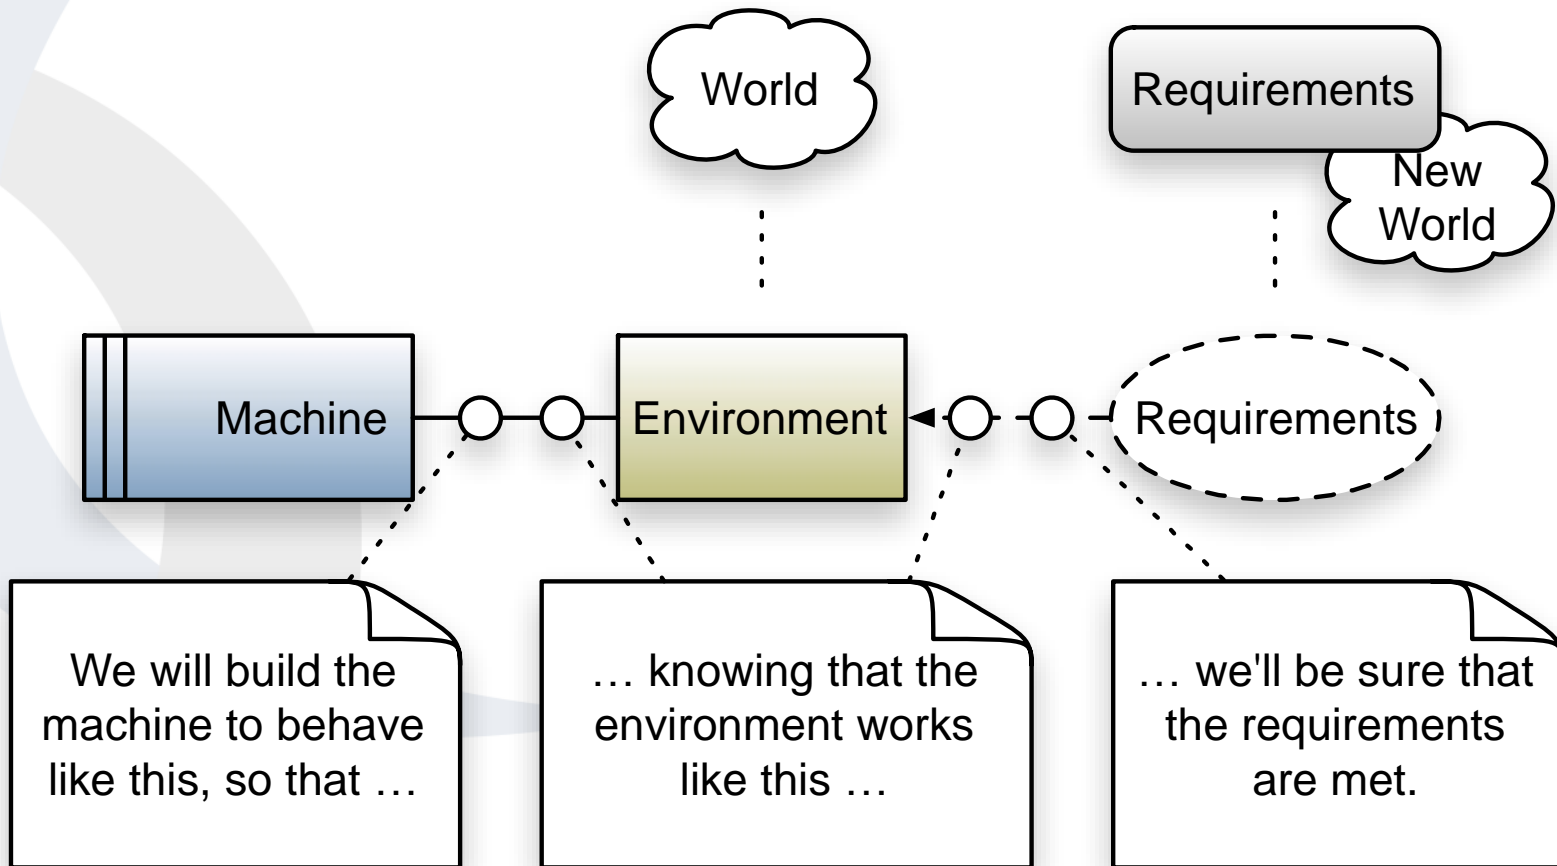 World
Requirements
New
World
Machine
Environment
Requirements
We will build the
machine to behave
like this, so that …
… knowing that the
environment works
like this …
… we'll be sure that
the requirements
are met.